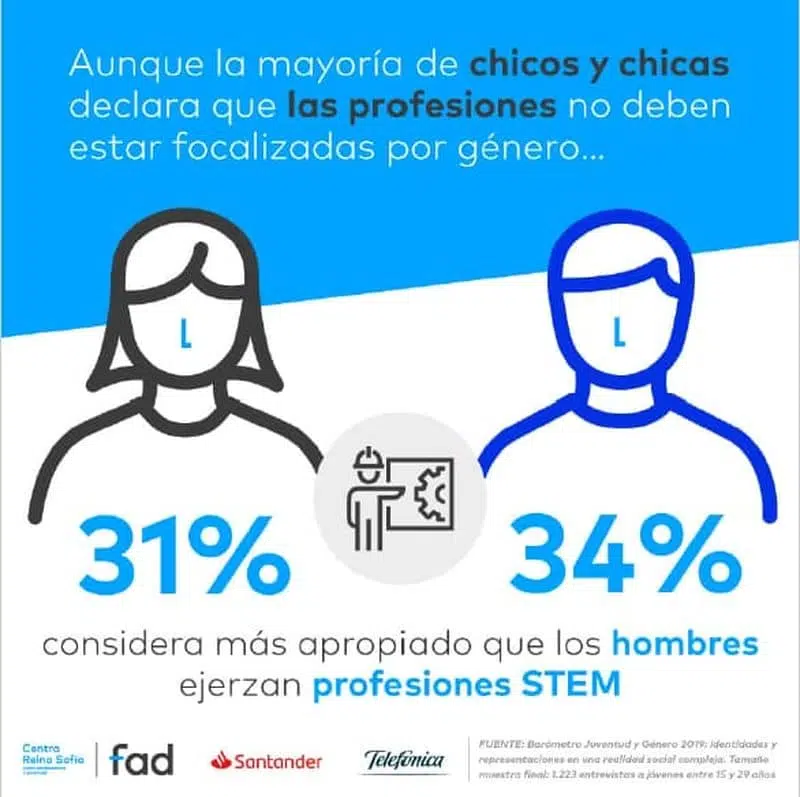 Aunque la mayoría de chicos y chicas
declara que las profesiones no deben
estar focalizadas por género...
31%
34%
considera más apropiado que los hombres
ejerzan profesiones STEM
Centro
Reina Sofía
fad
Santander
Telefónica
FUENTE: Barómetro Juventud y Género 2019: Identidades y
representaciones en una realidad social compleja. Tamaño
muestra final: 1.223 entrevistas a jóvenes entre 15 y 29 años